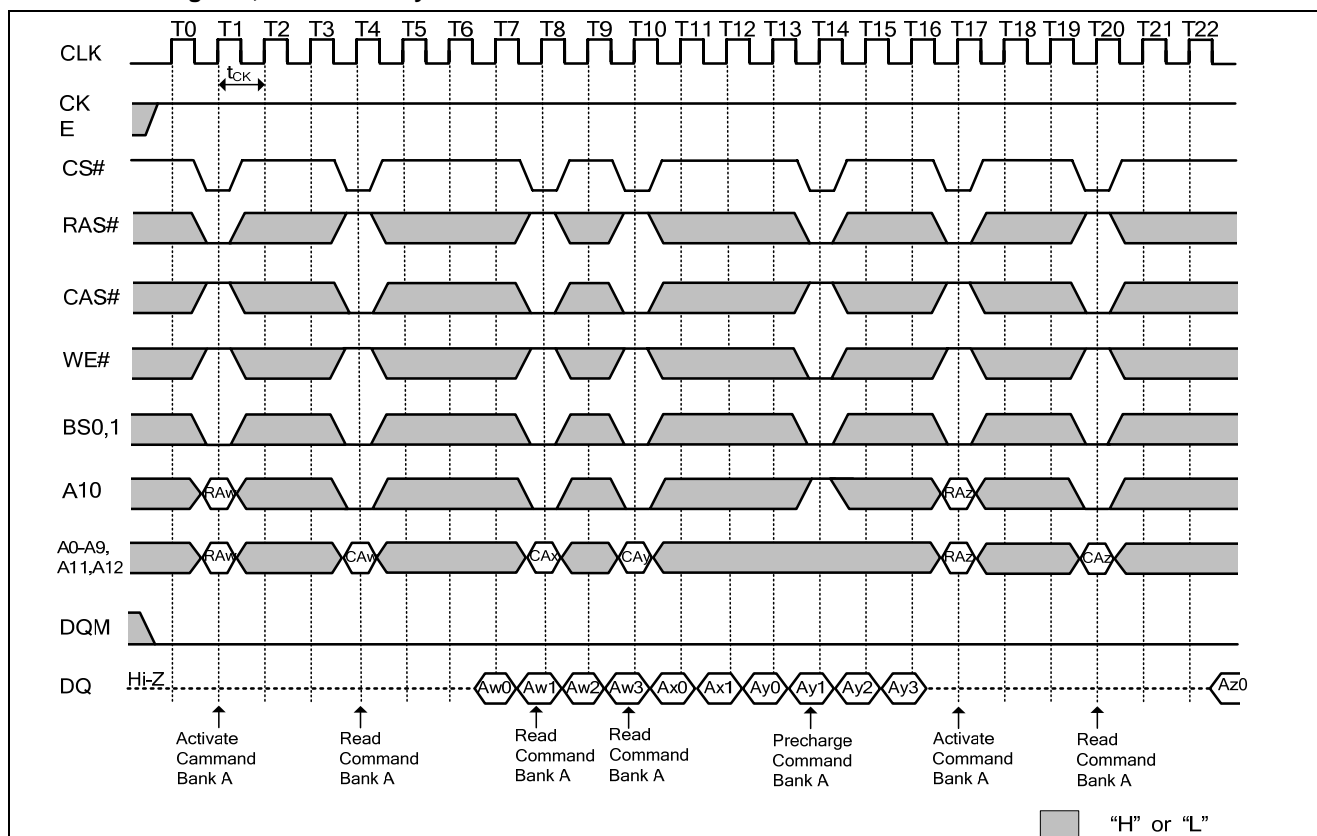 T0 T1 T2 T3 T4 T5 T6 T7 T8 T9 T10 T11 T12 T13 T14 T15 T16 T17 T18 T19 T20 T21 T22
CLK
tCK
CK
E
CS#
RAS#
CAS#
WE#
BS0,1
A10
RAw RAz
A0-A9,
A11,A12
RAw CAw CAx CAy RAz CAz
DQM
DQ
Hi-Z
Aw0 Aw1 Aw2 Aw3 Ax0 Ax1 Ay0 Ay1 Ay2 Ay3 Az0
Activate
Cammand
Bank A
Read
Command
Bank A
Read
Command
Bank A
Read
Command
Bank A
Precharge
Command
Bank A
Activate
Command
Bank A
Read
Command
Bank A
“H” or “L”